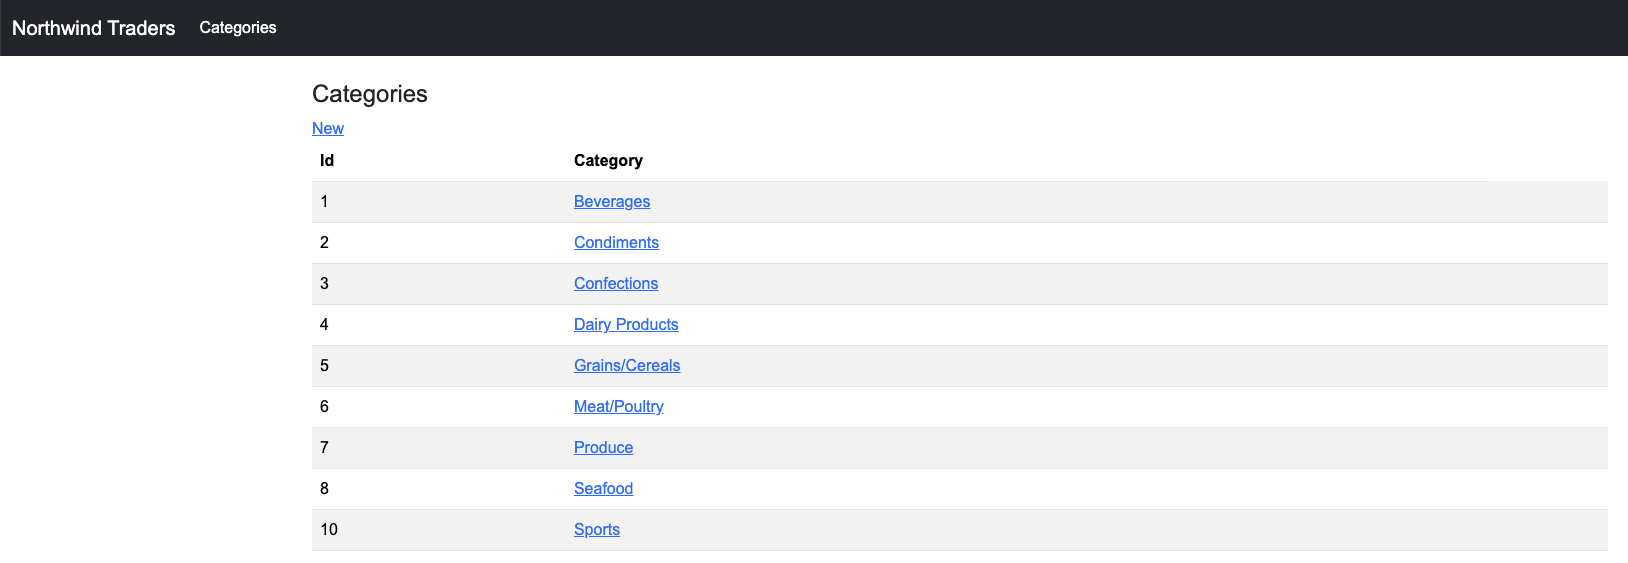 Northwind Traders Categories
Categories
New
Id Category
1 Beverages
2 Condiments
3 Confections
4 Dairy Products
5 Grains/Cereals
6 Meat/Poultry
7 Produce
8 Seafood
10 Sports